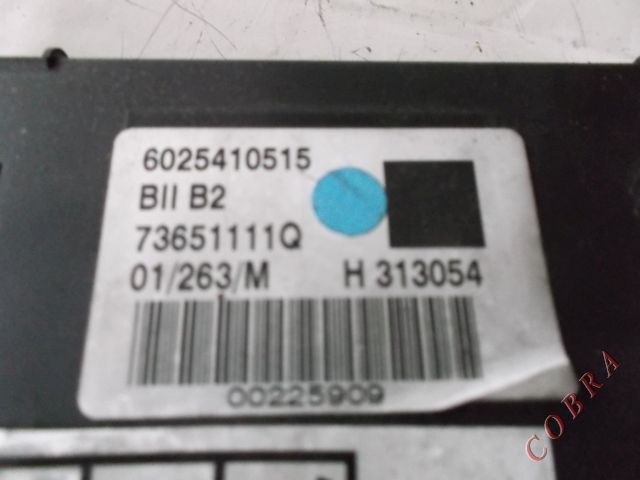 6025410515
BII B2
73651111Q
01/263/M H 313054
00225909
COBRA